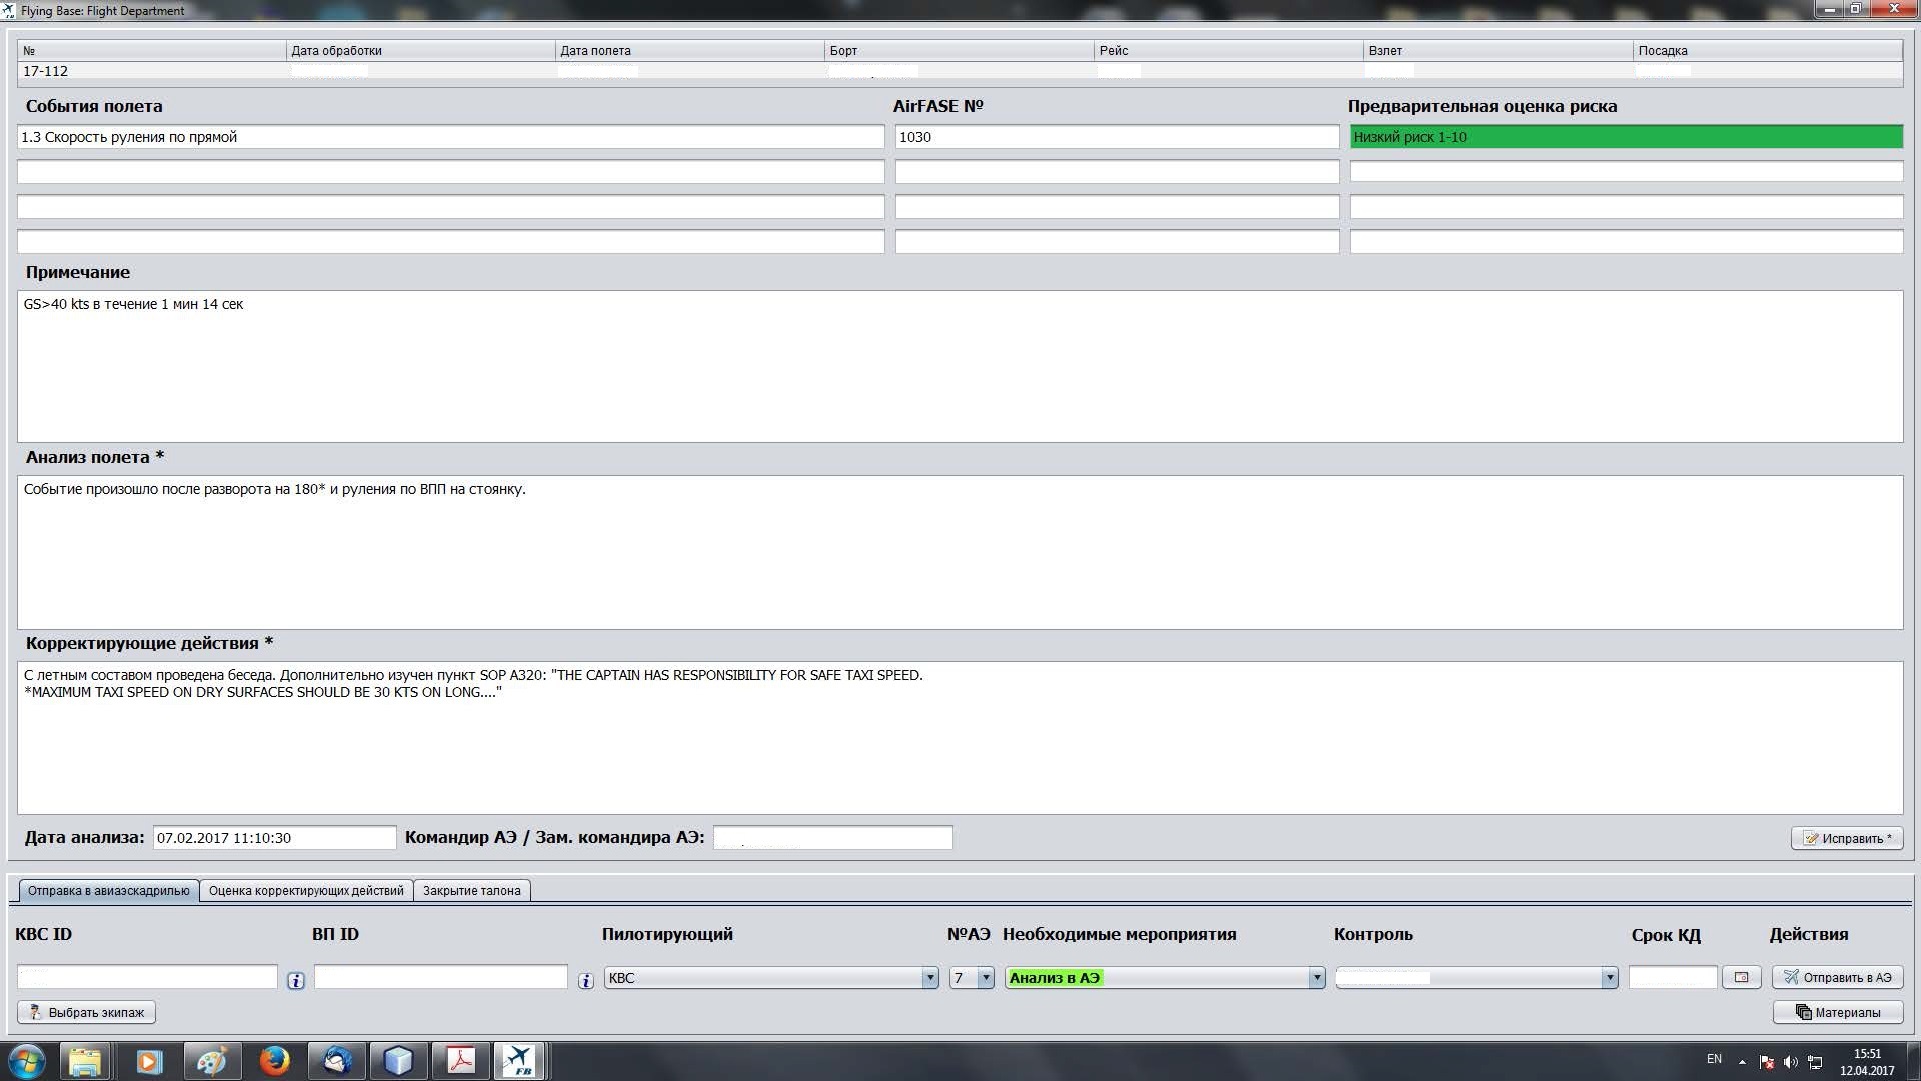 Flying Base: Flight Department
№ Дата обработки Дата полета Борт Рейс Взлет Посадка
17-112
События полета AirFASE № Предварительная оценка риска
1.3 Скорость руления по прямой 1030 Низкий риск 1-10
Примечание
GS>40 kts в течение 1 мин 14 сек
Анализ полета *
Событие произошло после разворота на 180* и руления по ВПП на стоянку.
Корректирующие действия *
С летным составом проведена беседа. Дополнительно изучен пункт SOP A320: "THE CAPTAIN HAS RESPONSIBILITY FOR SAFE TAXI SPEED.
*MAXIMUM TAXI SPEED ON DRY SURFACES SHOULD BE 30 KTS ON LONG...."
Дата анализа: 07.02.2017 11:10:30 Командир АЭ / Зам. командира АЭ: Исправить *
Отправка в авиаэскадрилью Оценка корректирующих действий Закрытие талона
КВС ID ВП ID Пилотирующий №АЭ Необходимые мероприятия Контроль Срок КД Действия
КВС 7 Анализ в АЭ Отправить в АЭ
Выбрать экипаж Материалы
FB
EN 15:51
12.04.2017